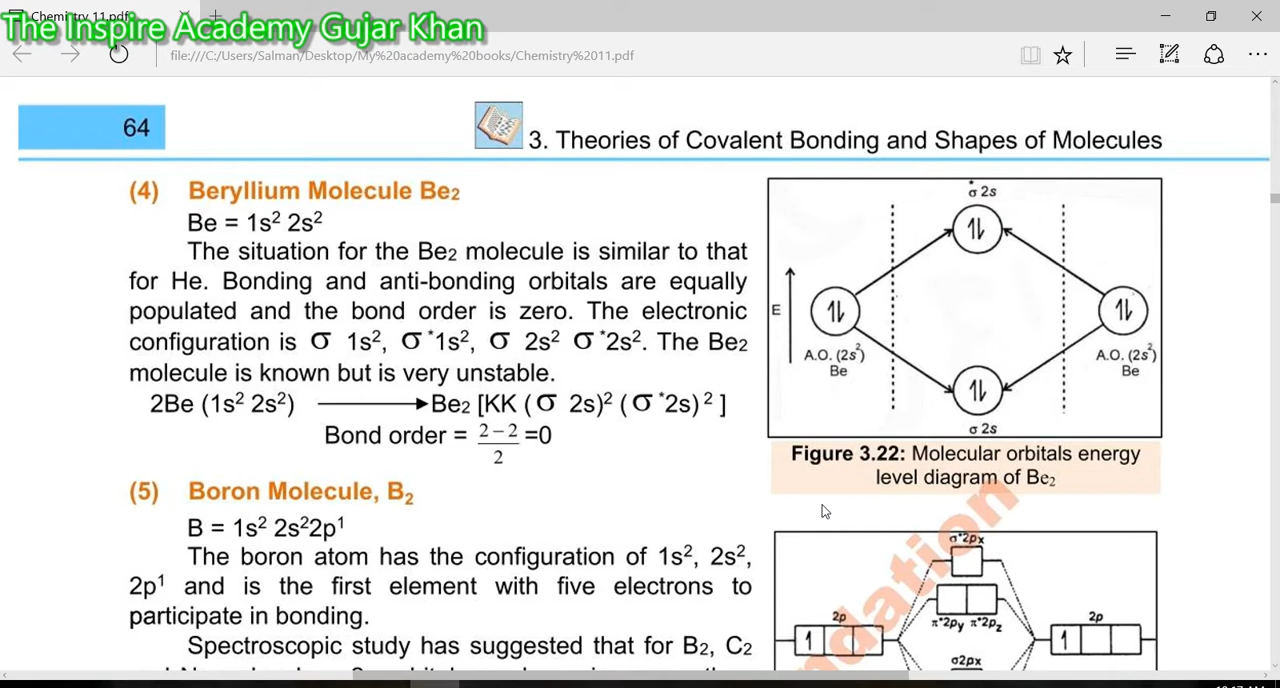 Chemistry 11.pdf
The Inspire Academy Gujar Khan
file:///C:/Users/Salman/Desktop/My%20academy%20books/Chemistry%2011.pdf
64
3. Theories of Covalent Bonding and Shapes of Molecules
(4) Beryllium Molecule Be₂
Be = 1s² 2s²
The situation for the Be₂ molecule is similar to that
for He. Bonding and anti-bonding orbitals are equally
populated and the bond order is zero. The electronic
configuration is σ 1s², σ*1s², σ 2s² σ*2s². The Be₂
molecule is known but is very unstable.
2Be (1s² 2s²) ⟶ Be₂ [KK (σ 2s)² (σ*2s)²]
Bond order = (2−2)/2 =0
σ* 2s
E
A.O. (2s²)
Be
A.O. (2s²)
Be
σ 2s
Figure 3.22: Molecular orbitals energy
level diagram of Be₂
(5) Boron Molecule, B₂
B = 1s² 2s²2p¹
The boron atom has the configuration of 1s², 2s²,
2p¹ and is the first element with five electrons to
participate in bonding.
Spectroscopic study has suggested that for B₂, C₂
σ*2px
π*2py π*2pz
2p
2p
σ2px
ndation